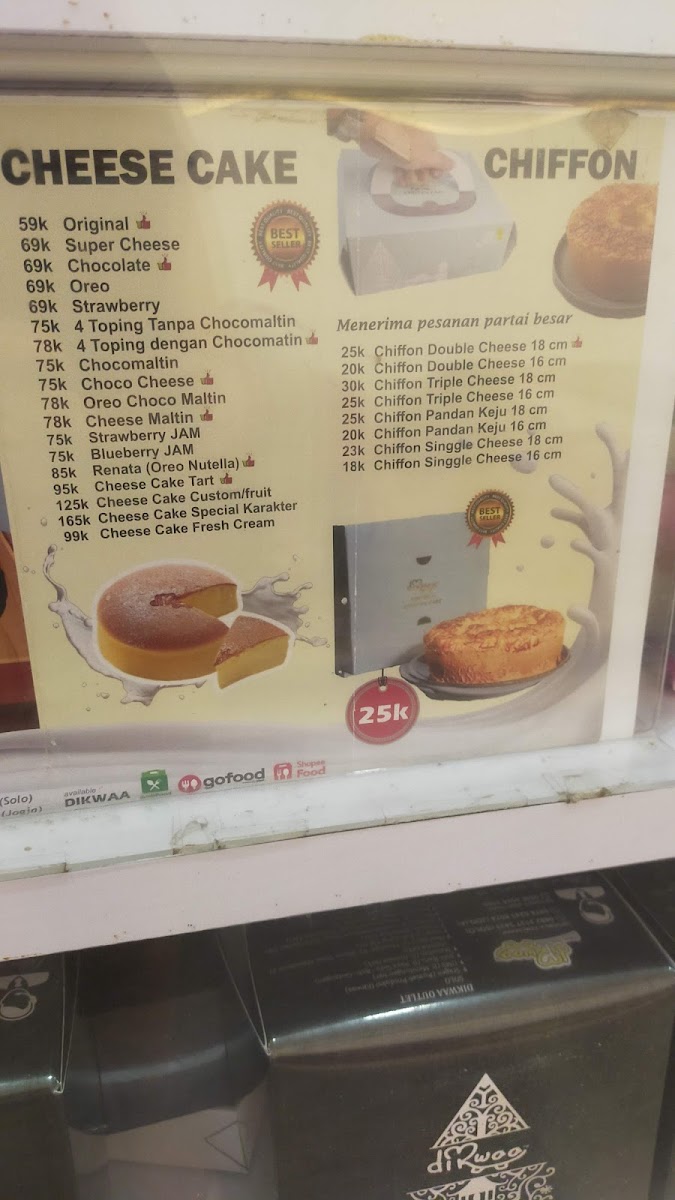 CHEESE CAKE
59k Original
69k Super Cheese
69k Chocolate
69k Oreo
69k Strawberry
75k 4 Toping Tanpa Chocomaltin
78k 4 Toping dengan Chocomatin
75k Chocomaltin
75k Choco Cheese
78k Oreo Choco Maltin
78k Cheese Maltin
75k Strawberry JAM
75k Blueberry JAM
85k Renata (Oreo Nutella)
95k Cheese Cake Tart
125k Cheese Cake Custom/fruit
165k Cheese Cake Special Karakter
99k Cheese Cake Fresh Cream
BEST
SELLER
CHIFFON
Menerima pesanan partai besar
25k Chiffon Double Cheese 18 cm
20k Chiffon Double Cheese 16 cm
30k Chiffon Triple Cheese 18 cm
25k Chiffon Triple Cheese 16 cm
25k Chiffon Pandan Keju 18 cm
20k Chiffon Pandan Keju 16 cm
23k Chiffon Singgle Cheese 18 cm
18k Chiffon Singgle Cheese 16 cm
BEST
SELLER
25k
(Solo)
(Jogja)
available
DIKWAA
gofood
Shopee
Food
DIKWAA OUTLET
SOLO
diKwaa